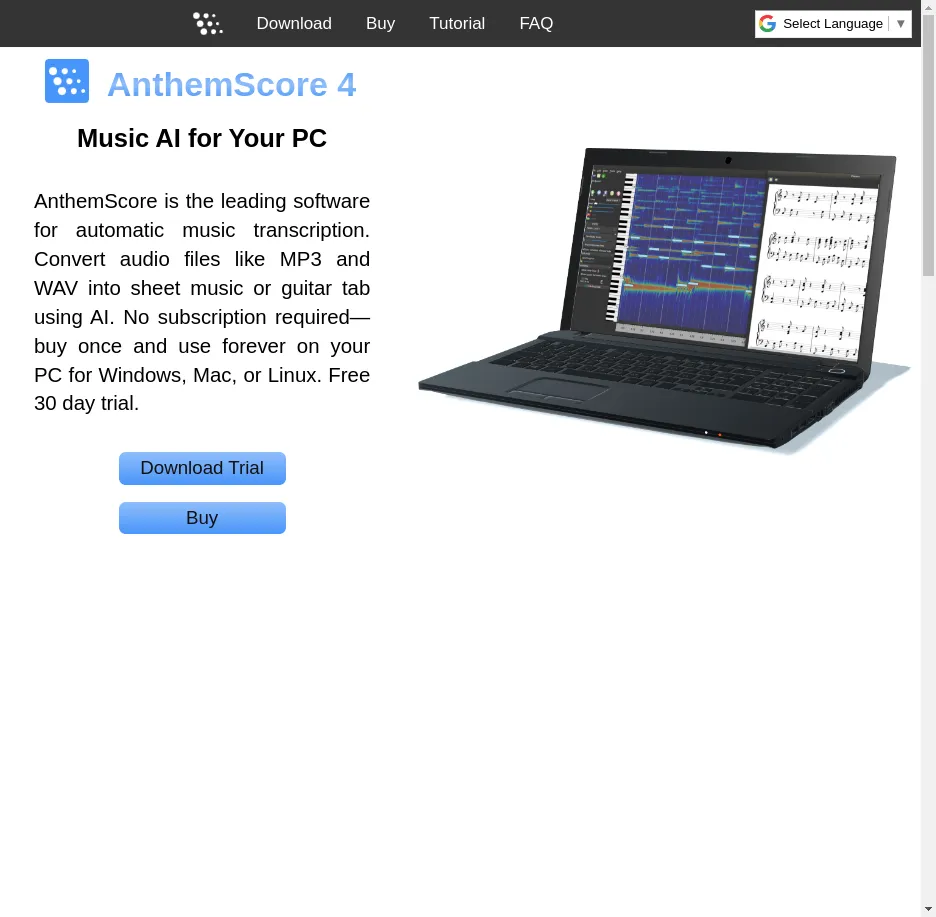 Download Buy Tutorial FAQ
Select Language ▼
AnthemScore 4
Music AI for Your PC
AnthemScore is the leading software
for automatic music transcription.
Convert audio files like MP3 and
WAV into sheet music or guitar tab
using AI. No subscription required—
buy once and use forever on your
PC for Windows, Mac, or Linux. Free
30 day trial.
Download Trial
Buy